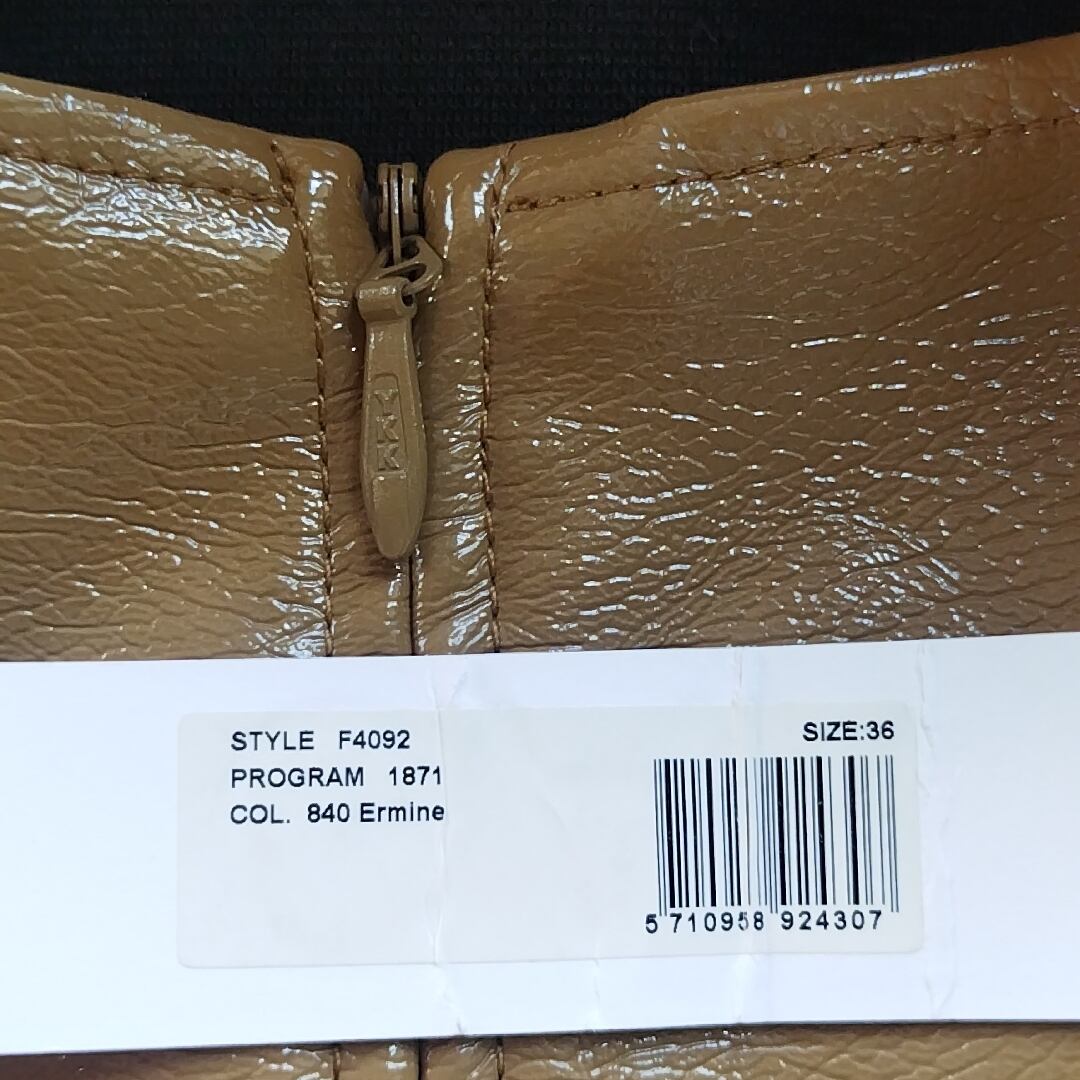 YKK
STYLE F4092
PROGRAM 1871
COL. 840 Ermine
SIZE:36
5 710958 924307